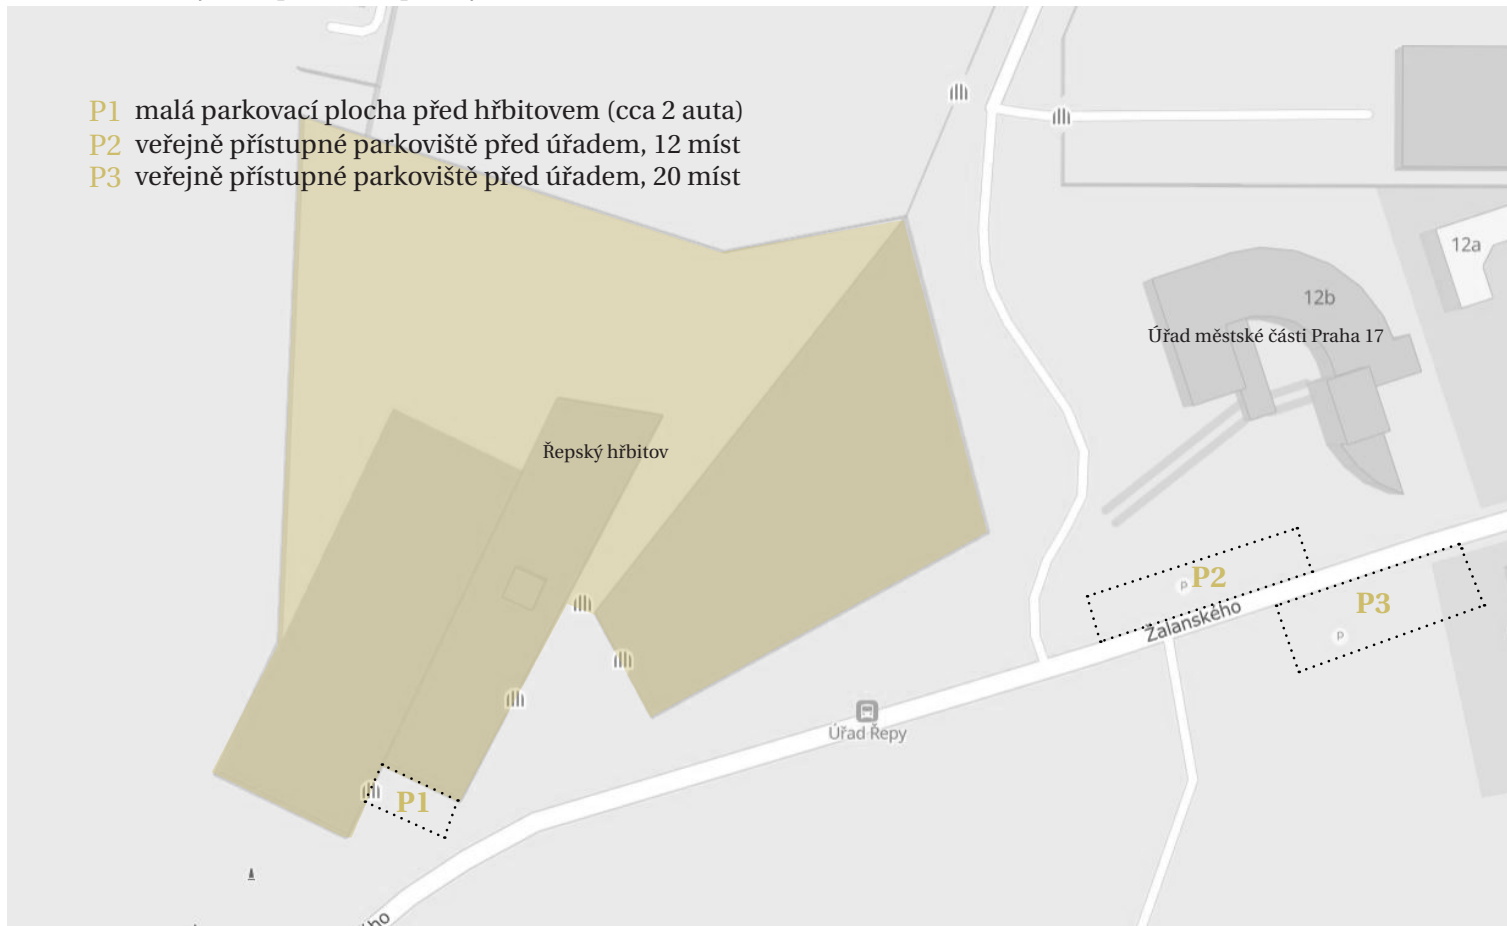 P1 malá parkovací plocha před hřbitovem (cca 2 auta)
P2 veřejně přístupné parkoviště před úřadem, 12 míst
P3 veřejně přístupné parkoviště před úřadem, 20 míst
12a
12b
Úřad městské části Praha 17
Řepský hřbitov
P P2
P3
P
Žalanského
Úřad Řepy
P1